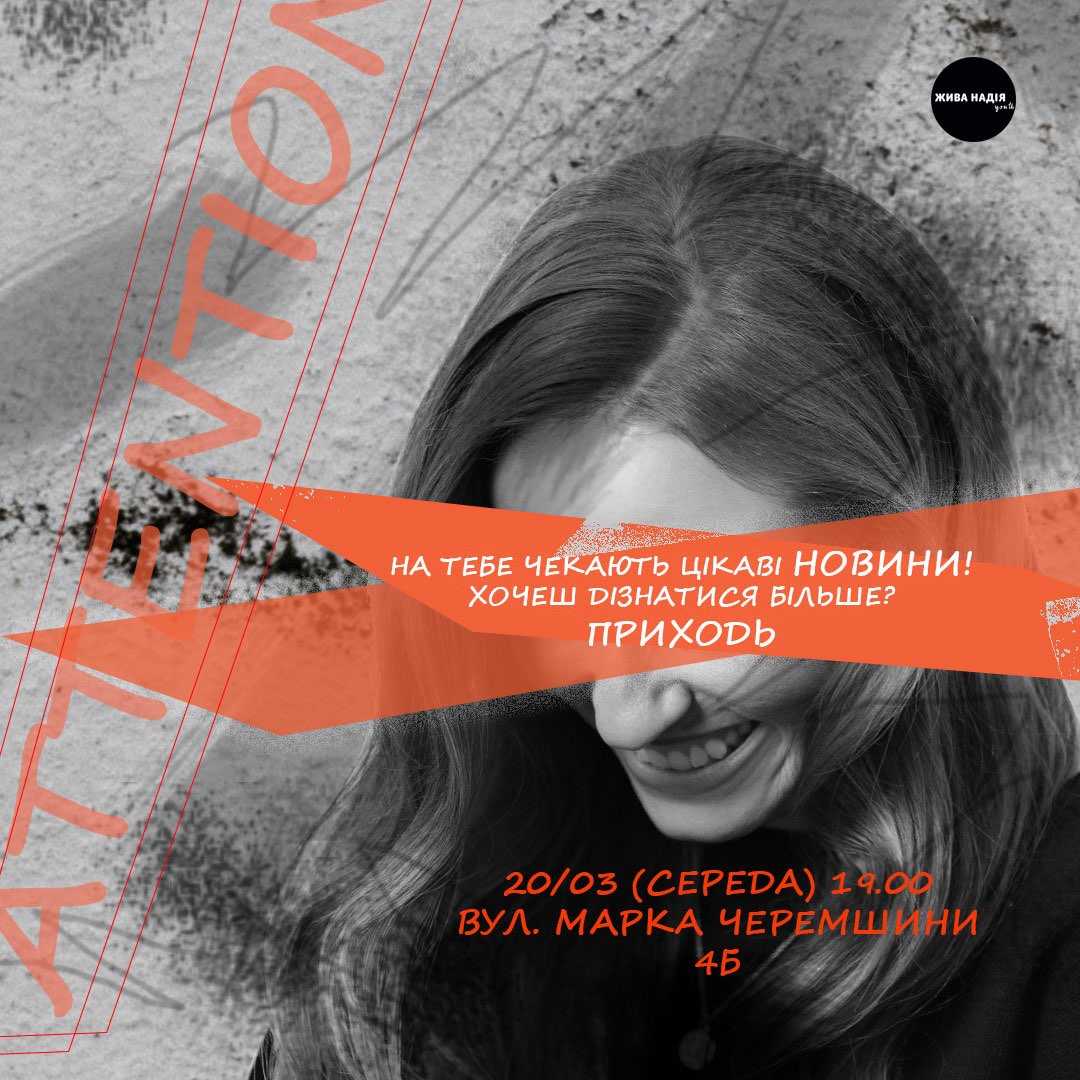 ATTENTION
ЖИВА НАДІЯ
youth
НА ТЕБЕ ЧЕКАЮТЬ ЦІКАВІ НОВИНИ!
ХОЧЕШ ДІЗНАТИСЯ БІЛЬШЕ?
ПРИХОДЬ
20/03 (СЕРЕДА) 19.00
ВУЛ. МАРКА ЧЕРЕМШИНИ
4Б